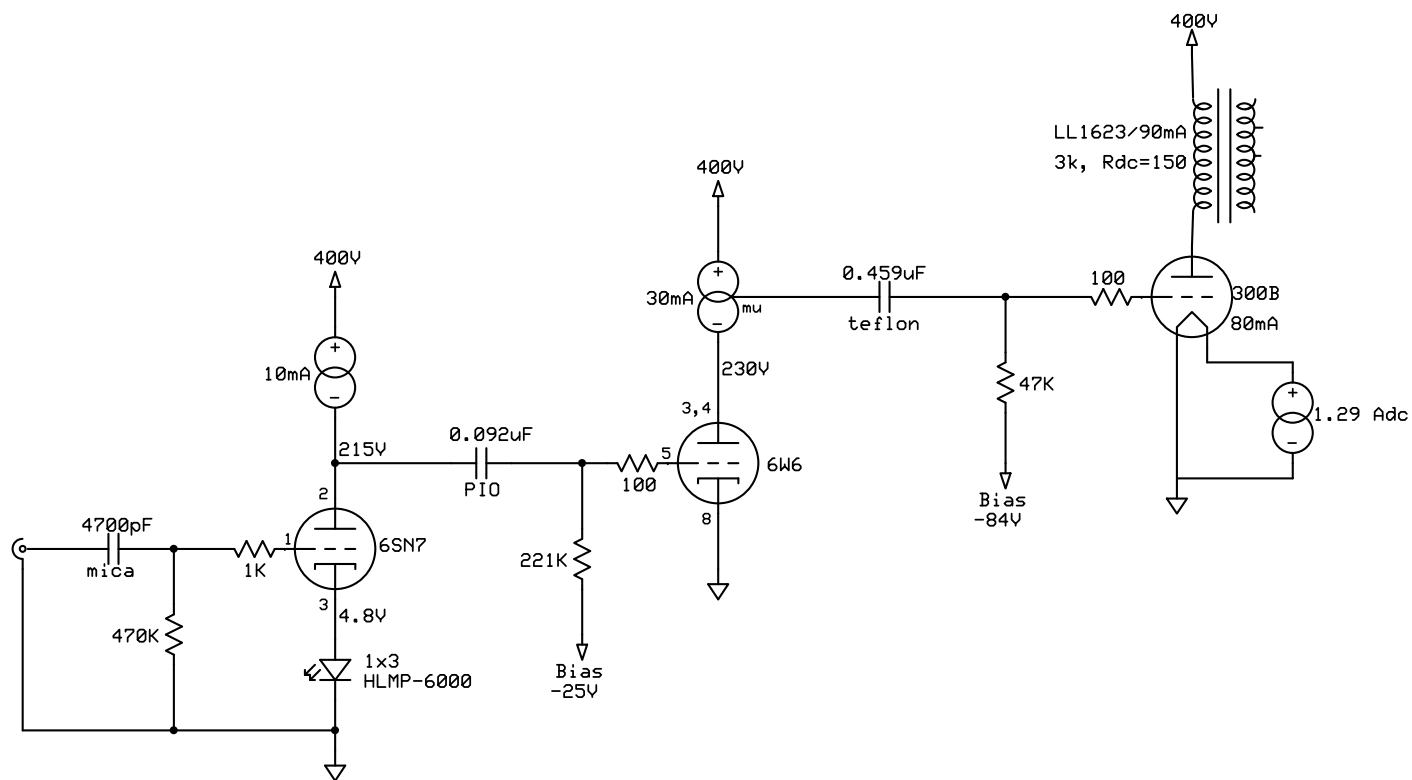 400V
LL1623/90mA
3k, Rdc=150
400V
400V
0.459uF
100
300B
30mA
+
mu
teflon
80mA
-
10mA
+
230V
47K
+
1.29 Adc
-
-
3,4
0.092uF
215V
5
6W6
PIO
100
2
8
Bias
-84V
4700pF
1
6SN7
mica
1K
221K
3
4.8V
470K
1x3
HLMP-6000
Bias
-25V